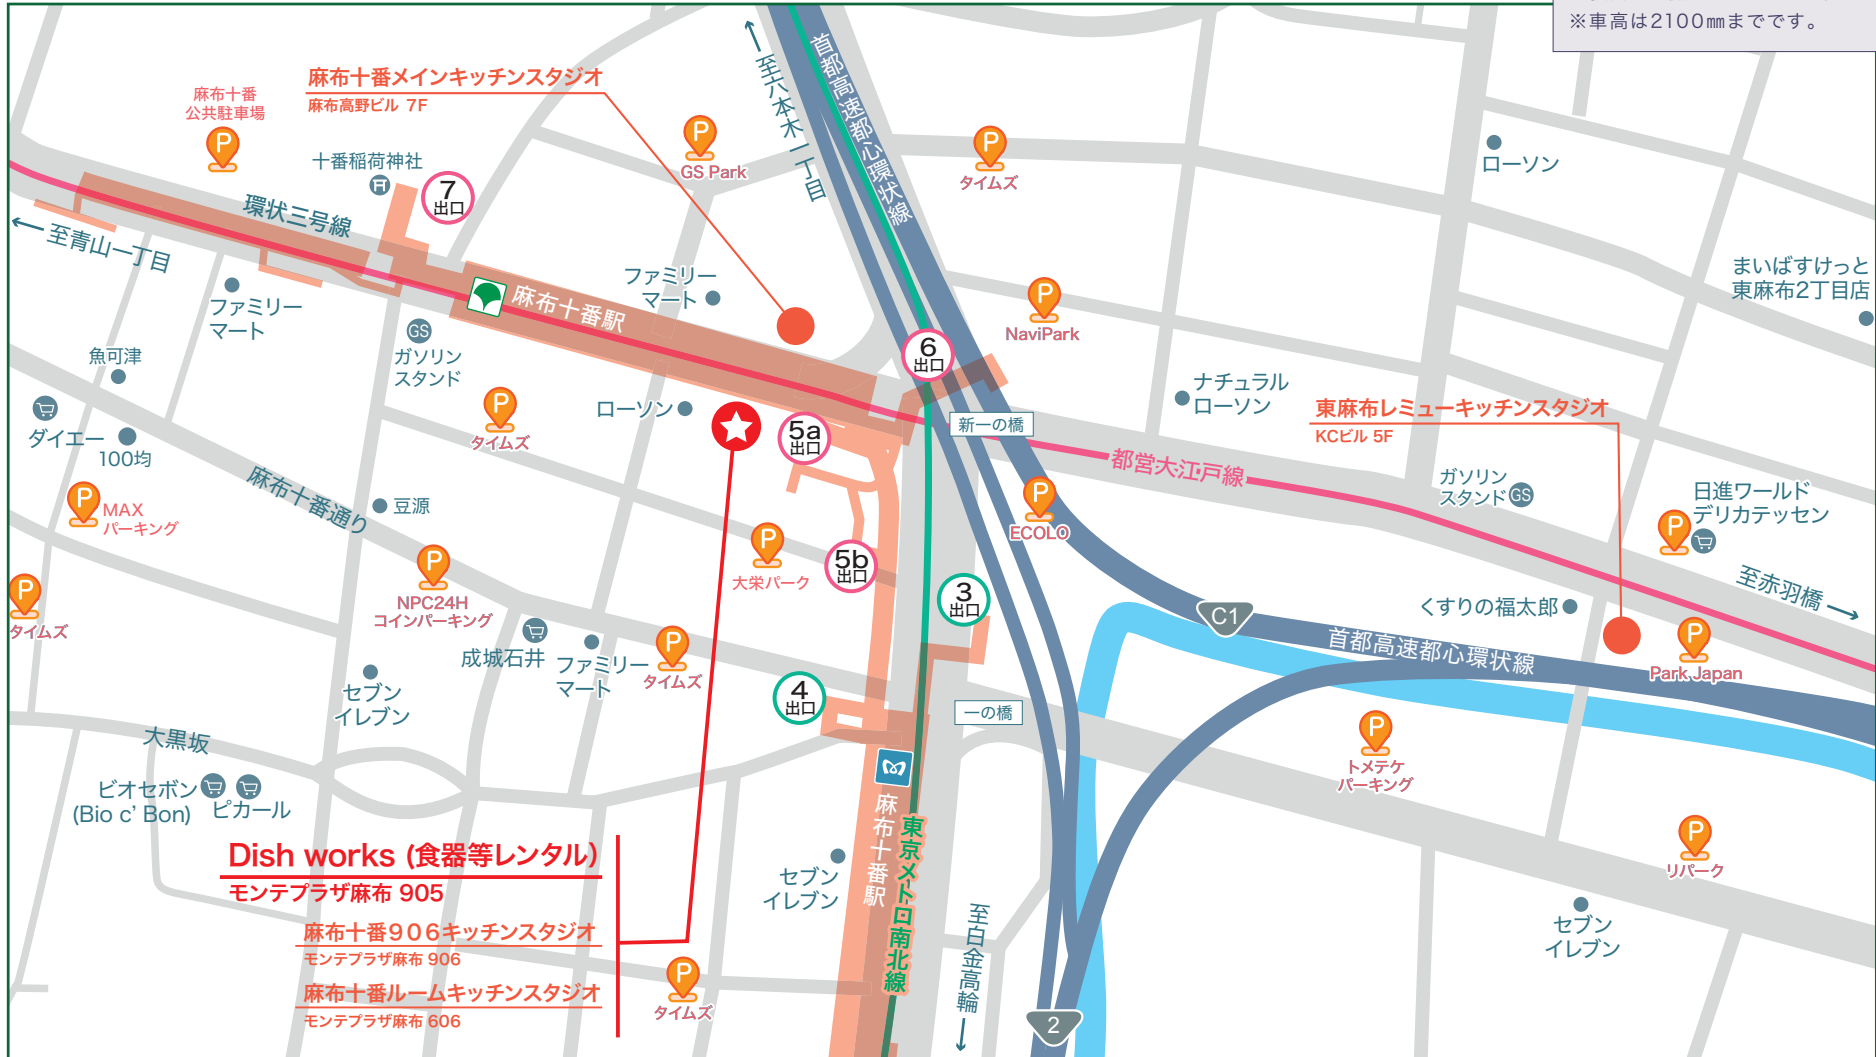 ※車高は2100㎜までです。
麻布十番メインキッチンスタジオ
麻布高野ビル 7F
麻布十番
公共駐車場
P
十番稲荷神社
7
出口
環状三号線
←至青山一丁目
P
GS Park
↑至六本木一丁目
首都高速都心環状線
P
タイムズ
ローソン
まいばすけっと
東麻布2丁目店
ファミリー
マート
麻布十番駅
ファミリー
マート
GS
ガソリン
スタンド
P
NaviPark
6
出口
新一の橋
ナチュラル
ローソン
東麻布レミューキッチンスタジオ
KCビル 5F
魚可津
ダイエー
100均
P
タイムズ
ローソン
5a
出口
都営大江戸線
ガソリン
スタンド
GS
日進ワールド
デリカテッセン
P
P
MAX
パーキング
麻布十番通り
豆源
P
ECOLO
P
大栄パーク
5b
出口
3
出口
至赤羽橋→
P
タイムズ
P
NPC24H
コインパーキング
成城石井
ファミリー
マート
P
タイムズ
C1
首都高速都心環状線
くすりの福太郎
P
Park Japan
セブン
イレブン
4
出口
一の橋
大黒坂
P
トメテケ
パーキング
ビオセボン
(Bio c' Bon)
ピカール
麻布十番駅
東京メトロ南北線
P
リパーク
Dish works (食器等レンタル)
モンテプラザ麻布 905
麻布十番906キッチンスタジオ
モンテプラザ麻布 906
麻布十番ルームキッチンスタジオ
モンテプラザ麻布 606
セブン
イレブン
至白金高輪↓
セブン
イレブン
P
タイムズ
2